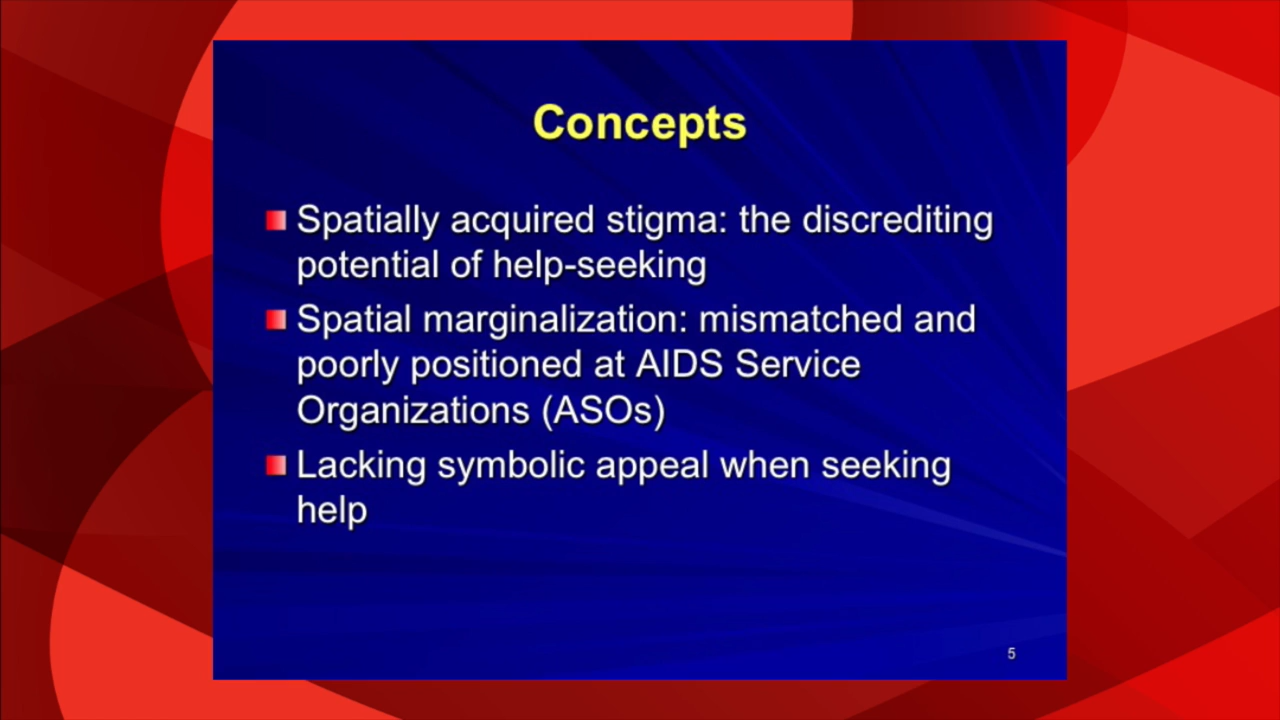 Concepts
Spatially acquired stigma: the discrediting
potential of help-seeking
Spatial marginalization: mismatched and
poorly positioned at AIDS Service
Organizations (ASOs)
Lacking symbolic appeal when seeking
help
5